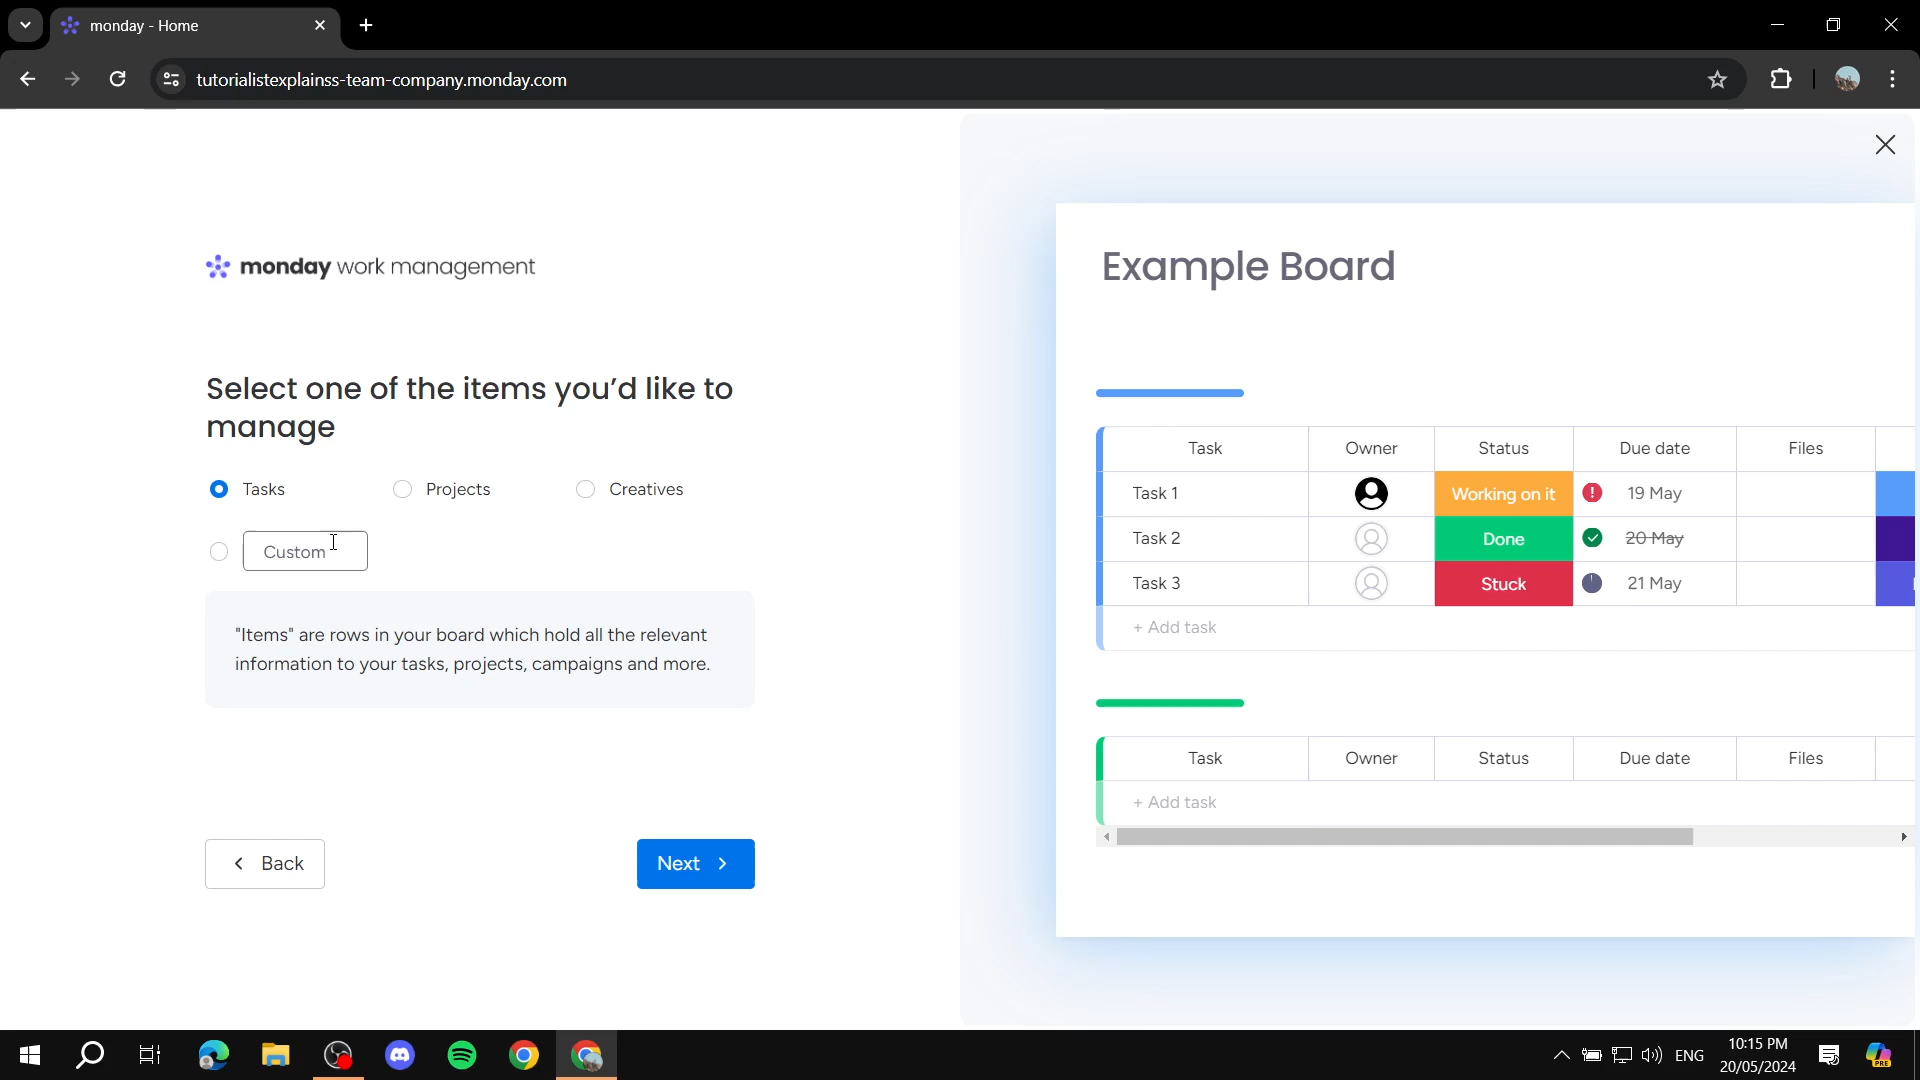 monday - Home
tutorialistexplainss-team-company.monday.com
monday work management
Select one of the items you'd like to
manage
Tasks
Projects
Creatives
Custom
"Items" are rows in your board which hold all the relevant
information to your tasks, projects, campaigns and more.
Back
Next
Example Board
Task Owner Status Due date Files
Task 1 Working on it ! 19 May
Task 2 Done 20 May
Task 3 Stuck 21 May
+ Add task
Task Owner Status Due date Files
+ Add task
ENG
10:15 PM
20/05/2024
PRE